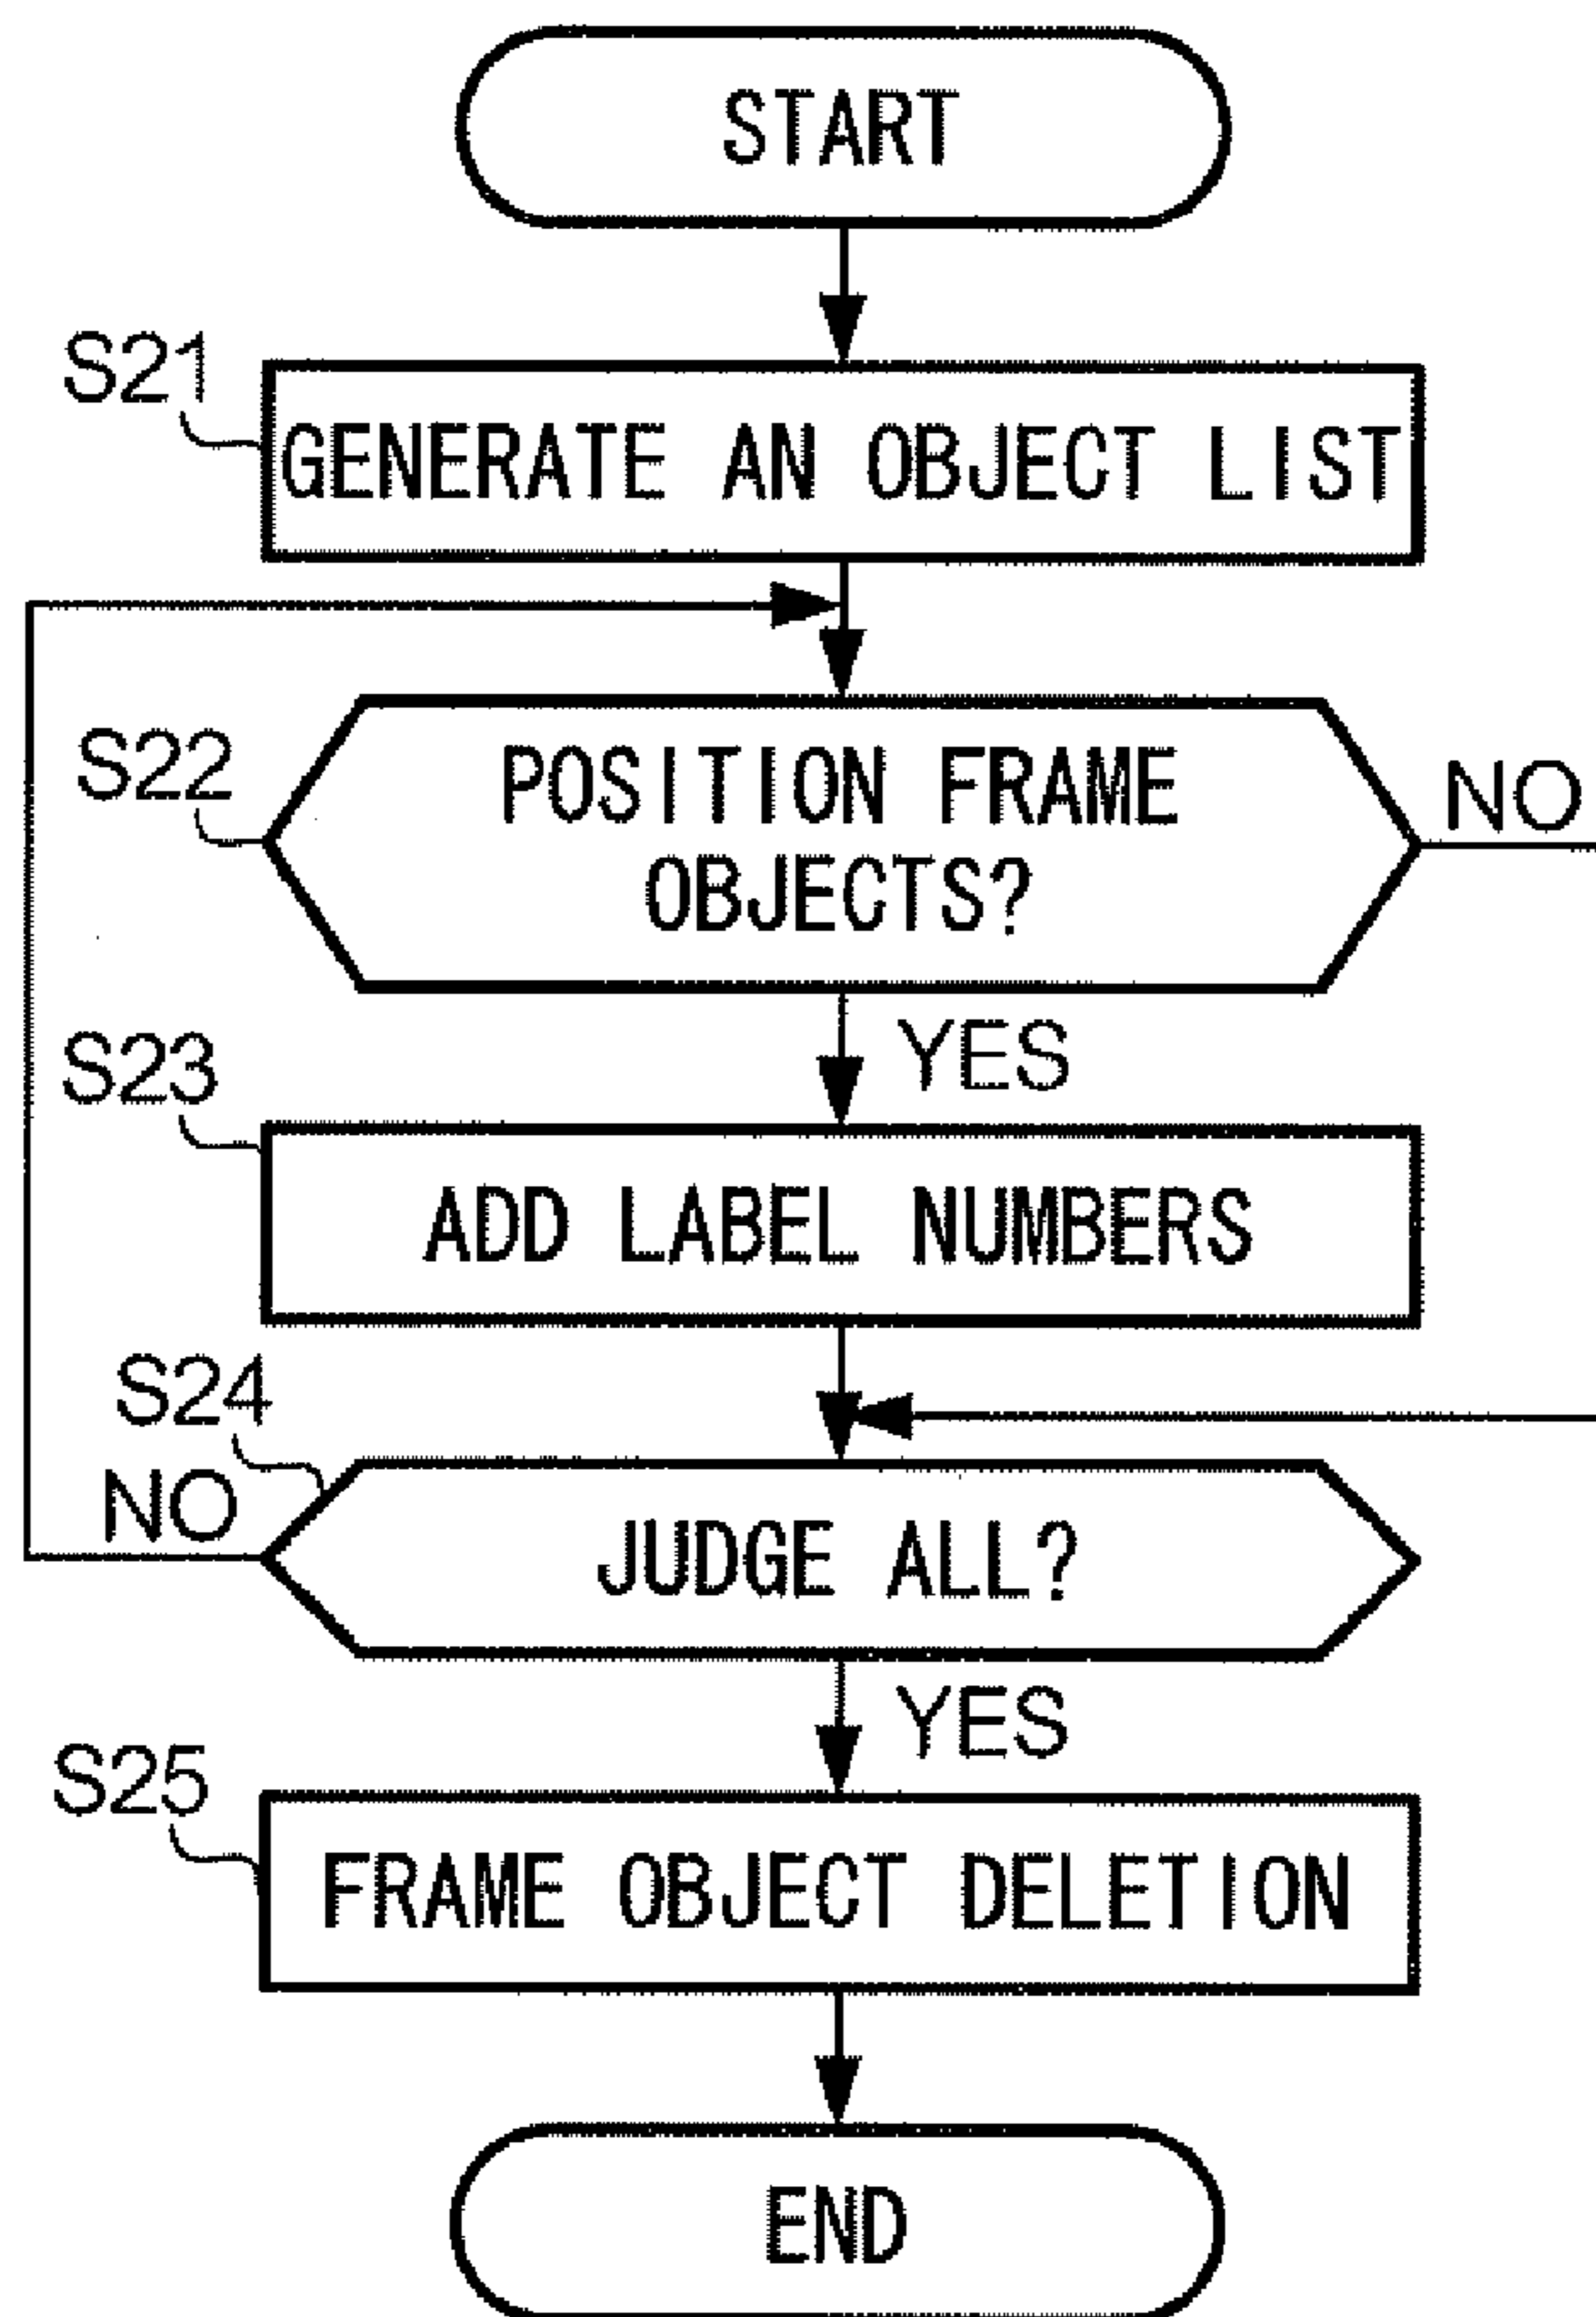 START
S21
GENERATE AN OBJECT LIST
S22
POSITION FRAME
OBJECTS?
NO
YES
S23
ADD LABEL NUMBERS
S24
NO
JUDGE ALL?
YES
S25
FRAME OBJECT DELETION
END